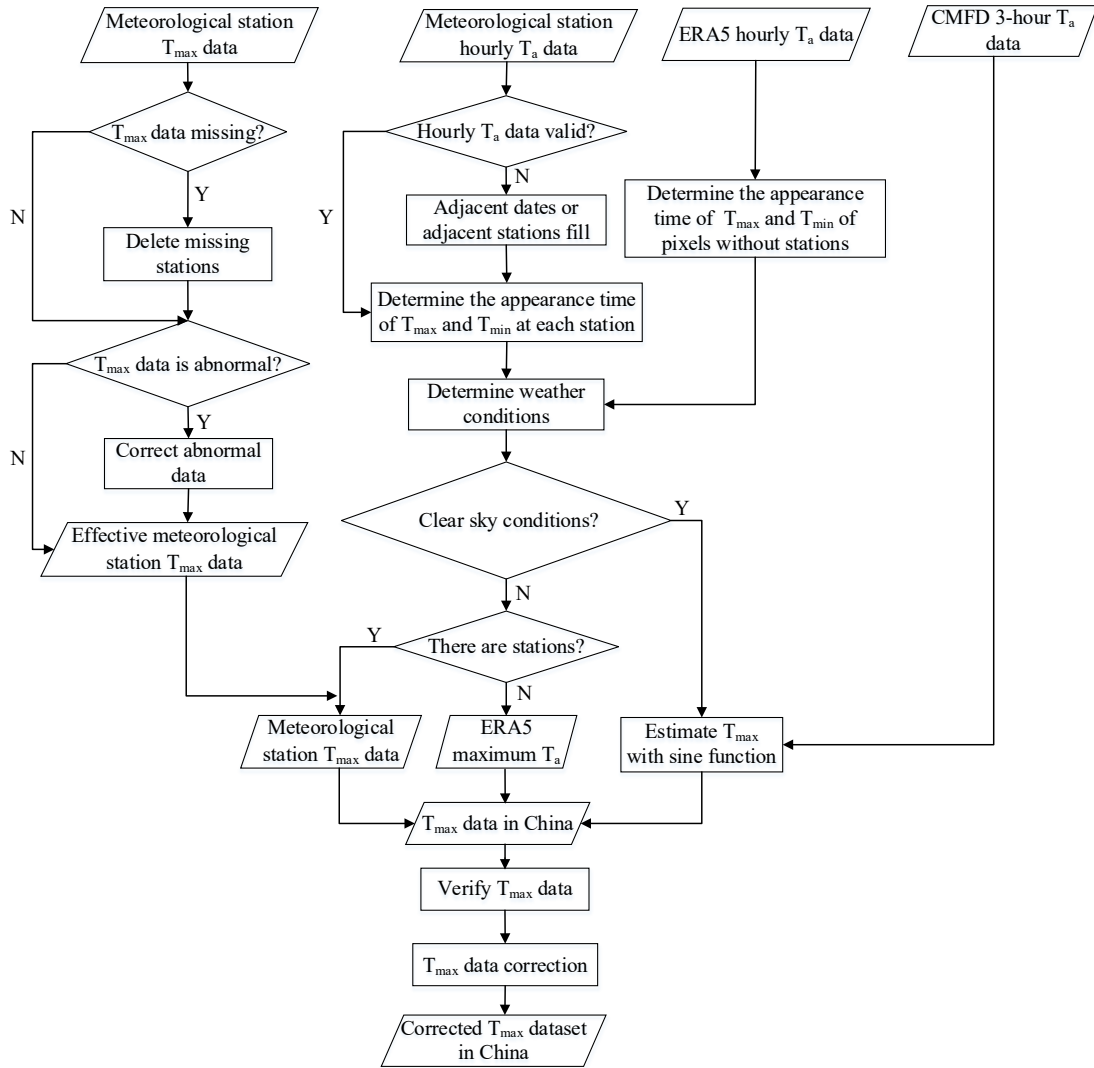 Meteorological station
Tmax data
Meteorological station
hourly Ta data
ERA5 hourly Ta data
CMFD 3-hour Ta
data
Tmax data missing?
Hourly Ta data valid?
N
Y
Y
N
Delete missing
stations
Adjacent dates or
adjacent stations fill
Determine the appearance
time of Tmax and Tmin of
pixels without stations
Determine the appearance time
of Tmax and Tmin at each station
Tmax data is abnormal?
Determine weather
conditions
Y
N
Correct abnormal
data
Clear sky conditions?
Y
Effective meteorological
station Tmax data
N
There are stations?
Y
N
Meteorological
station Tmax data
ERA5
maximum Ta
Estimate Tmax
with sine function
Tmax data in China
Verify Tmax data
Tmax data correction
Corrected Tmax dataset
in China